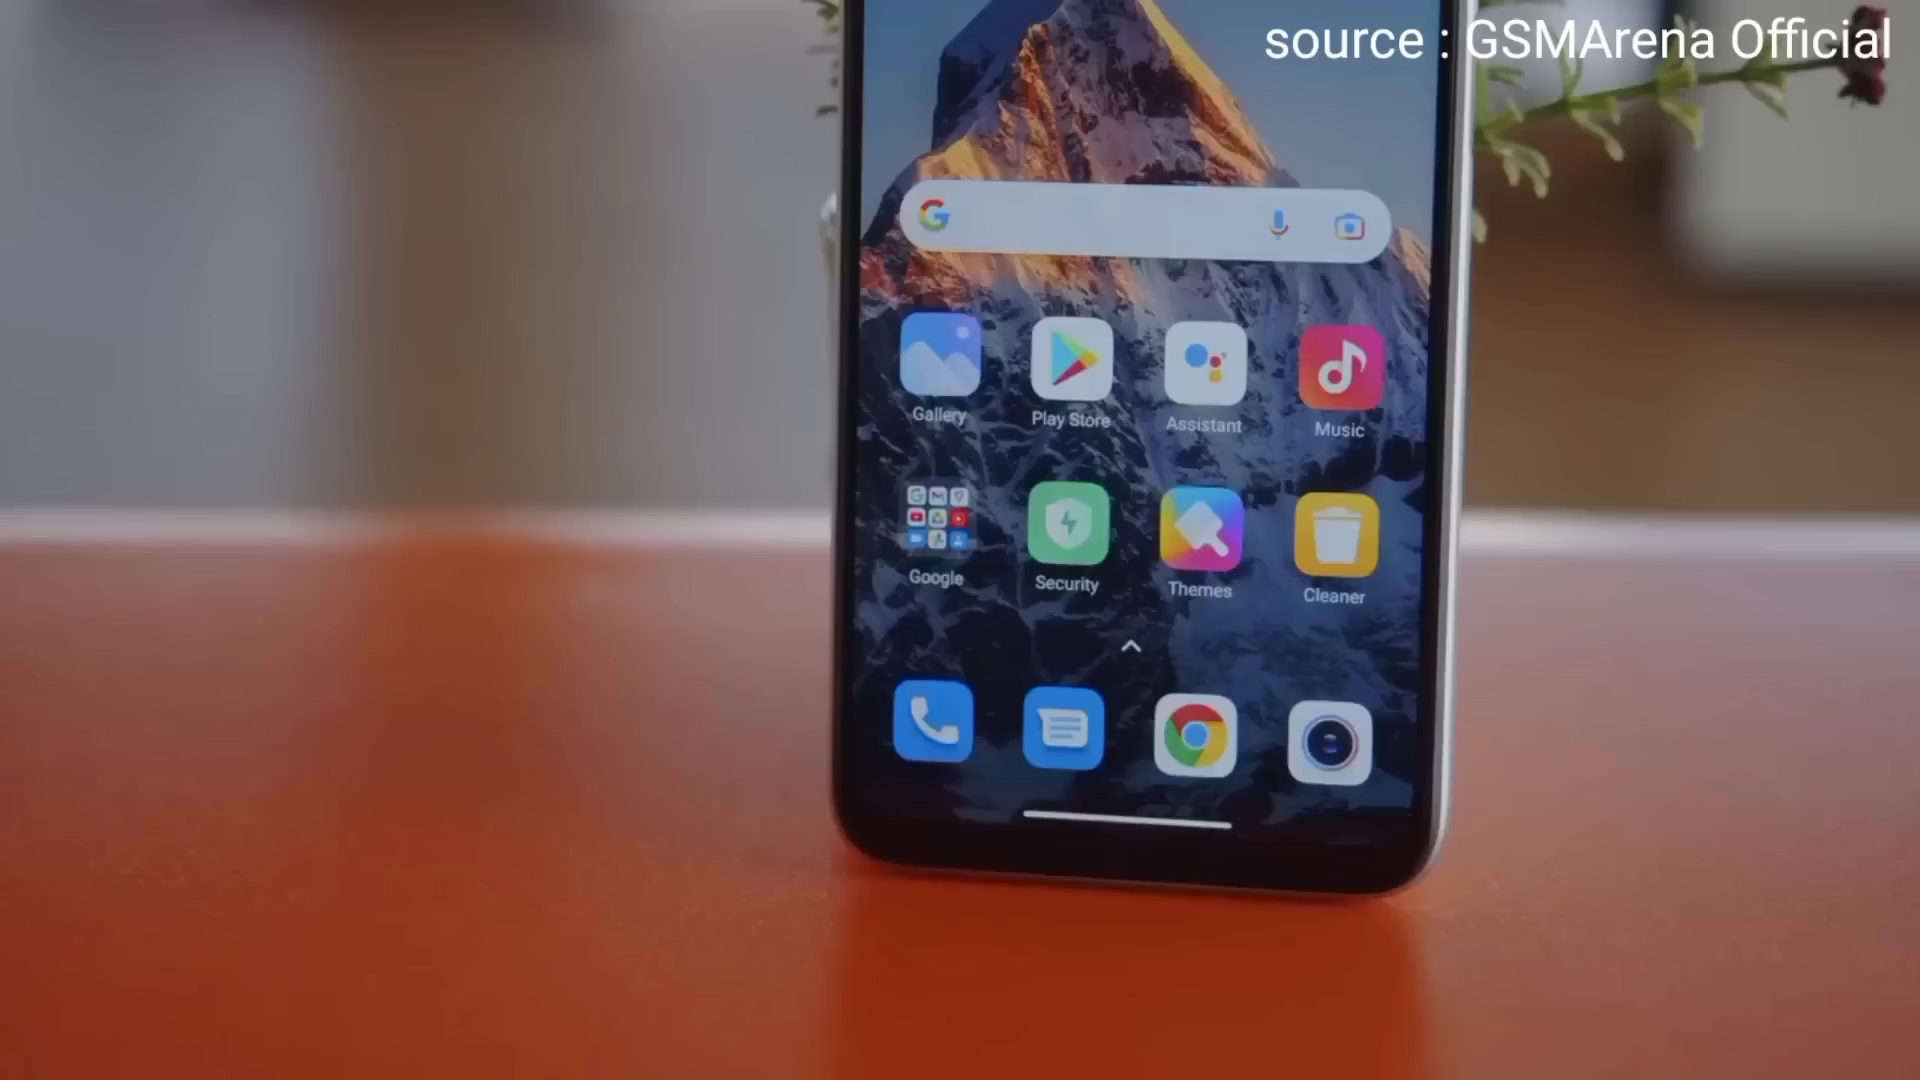 source : GSMArena Official
Gallery
Play Store
Assistant
Music
Google
Security
Themes
Cleaner